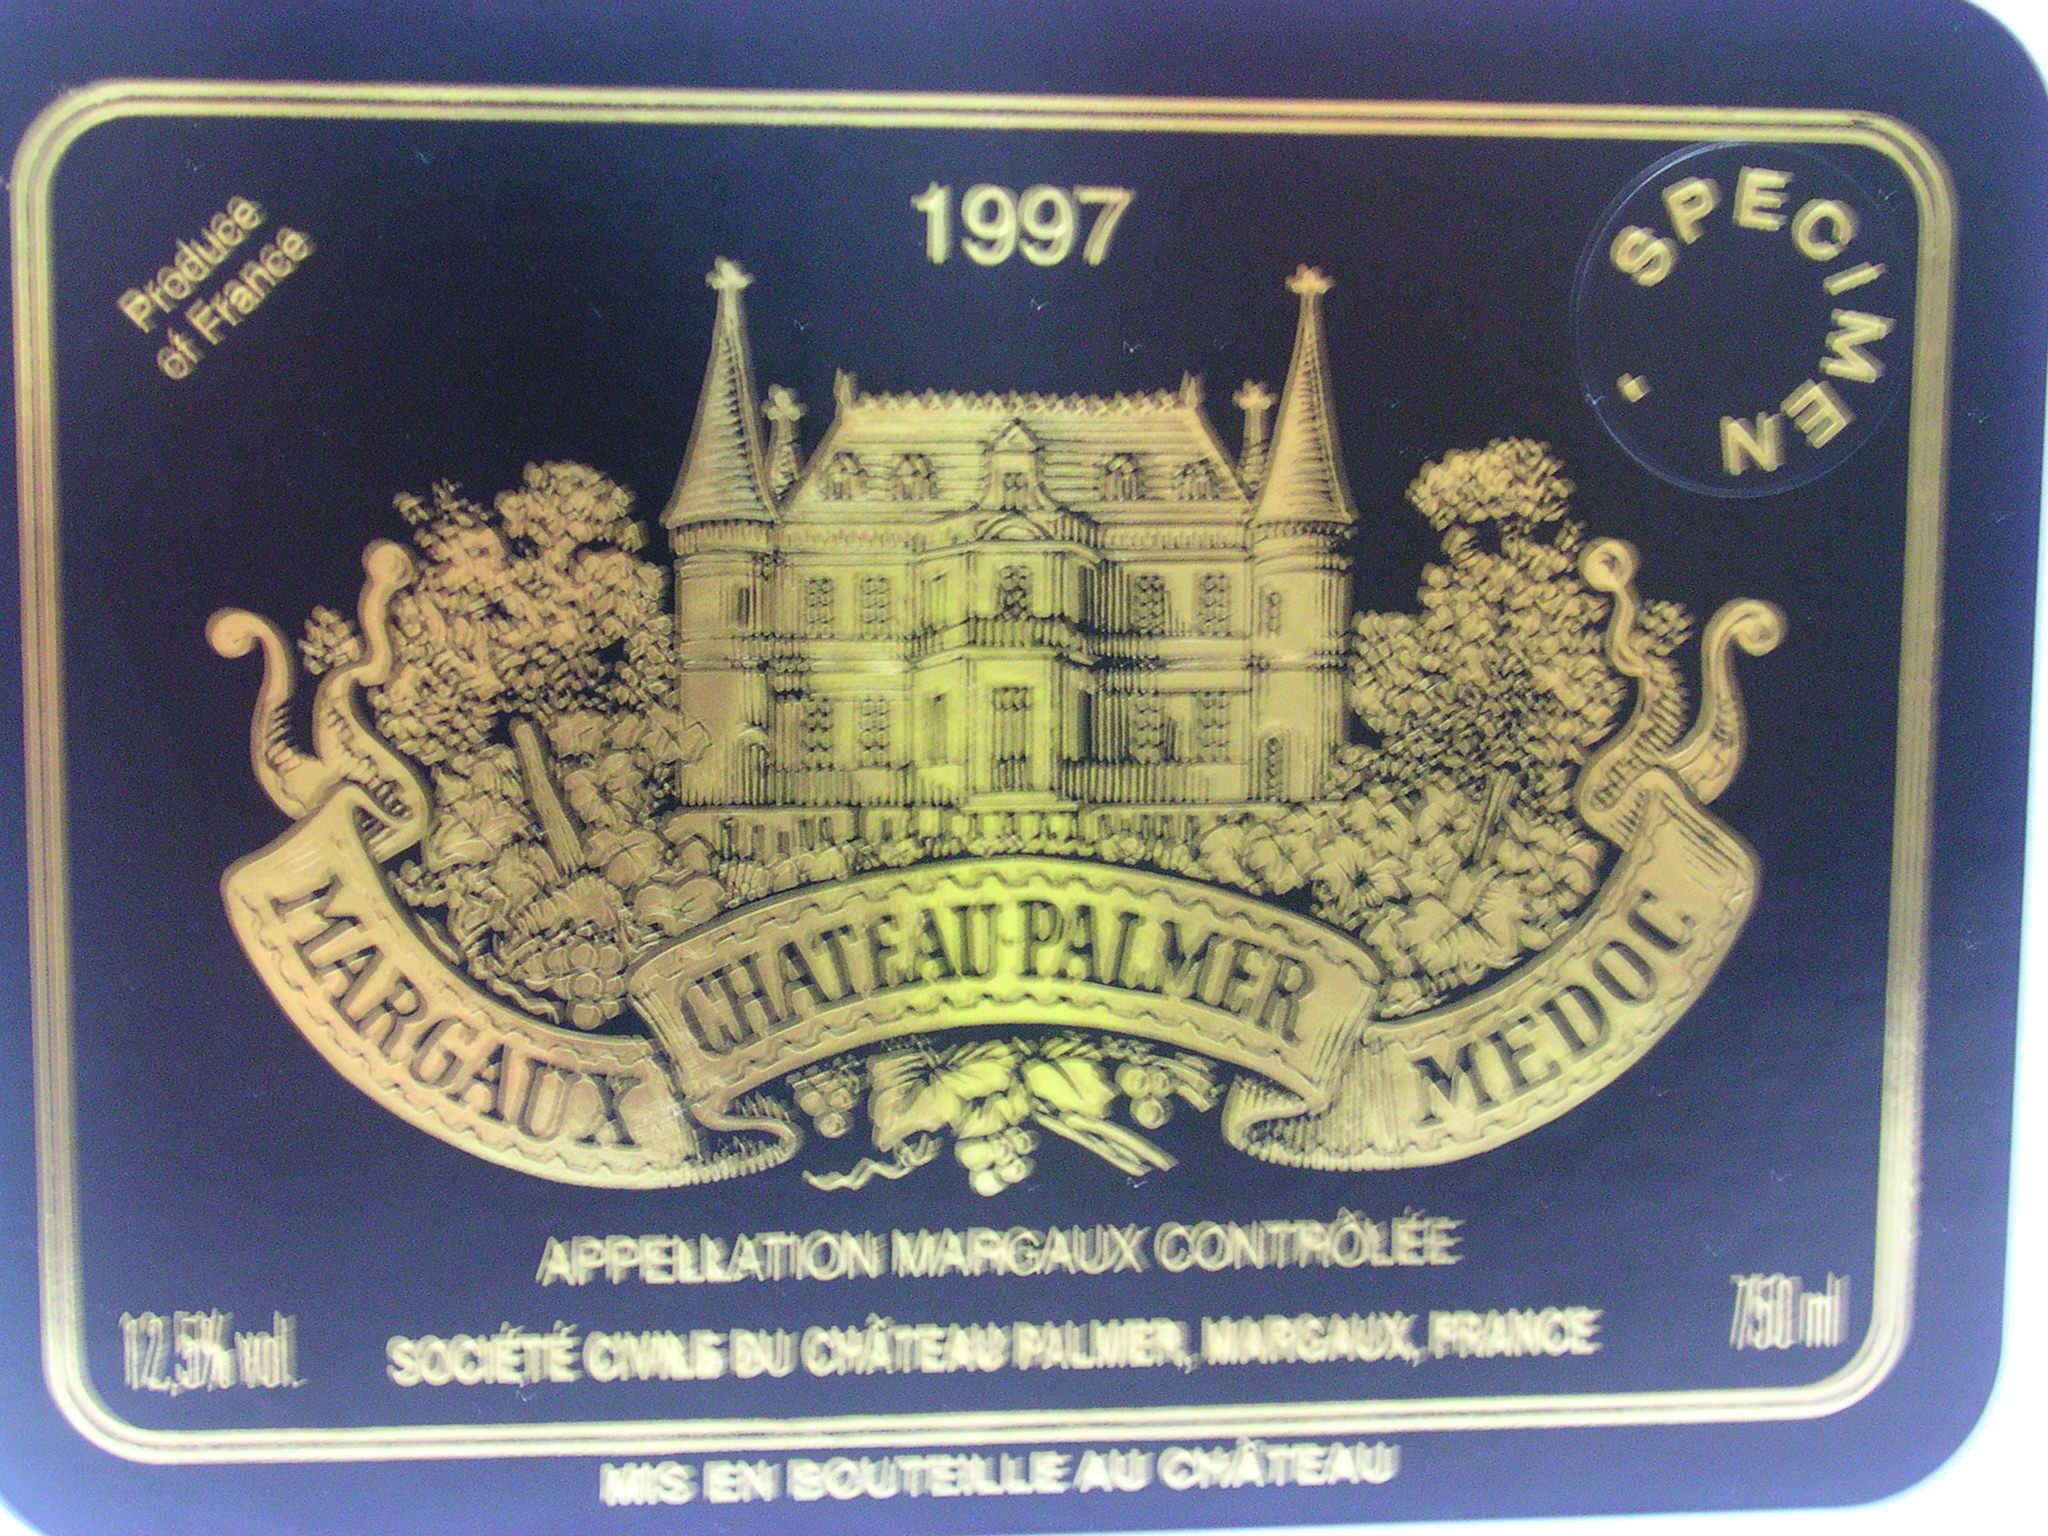 1997
SPECIMEN
Produce
of France
MARGAUX
CHATEAU·PALMER
MEDOC
APPELLATION MARGAUX CONTRÔLÉE
12,5% vol.
SOCIÉTÉ CIVILE DU CHÂTEAU PALMER, MARGAUX, FRANCE
750 ml
MIS EN BOUTEILLE AU CHÂTEAU